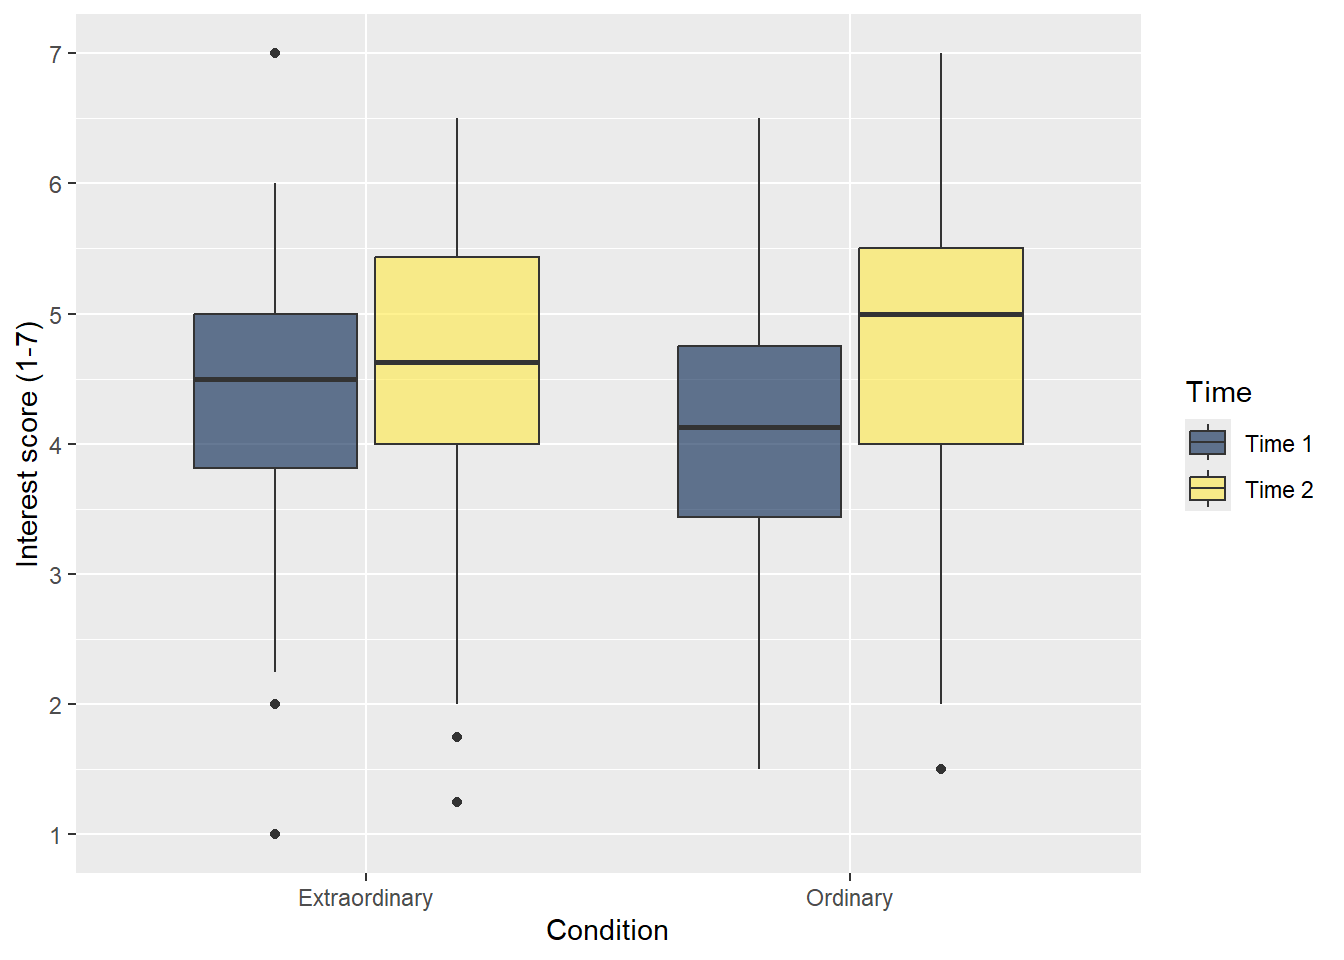 7
6
5
4
3
2
1
Interest score (1-7)
Extraordinary
Ordinary
Condition
Time
Time 1
Time 2